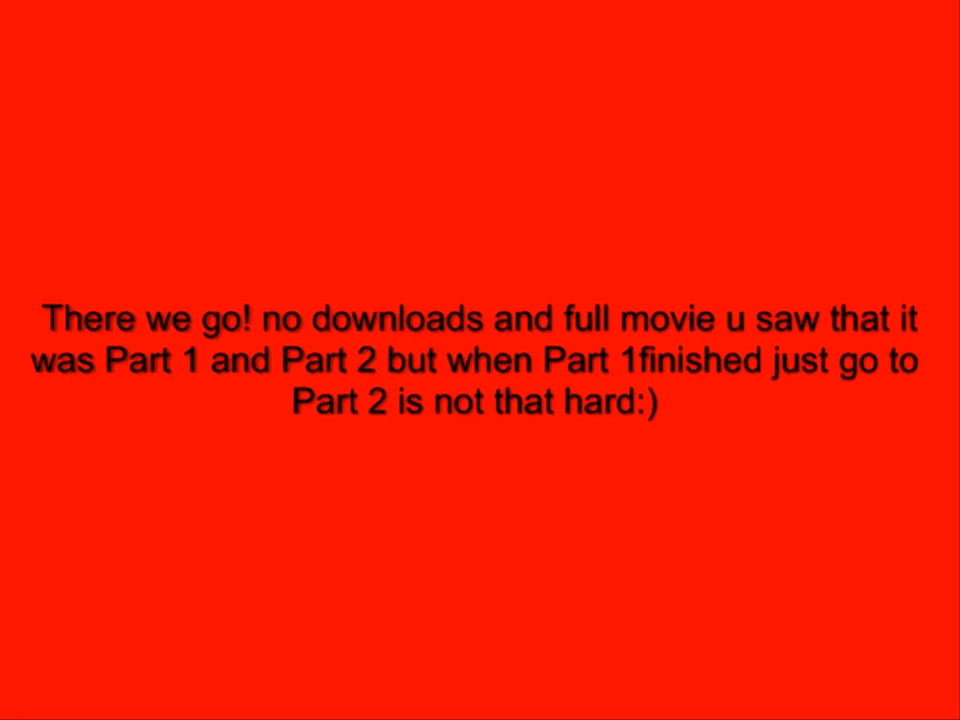 There we go! no downloads and full movie u saw that it
was Part 1 and Part 2 but when Part 1finished just go to
Part 2 is not that hard:)